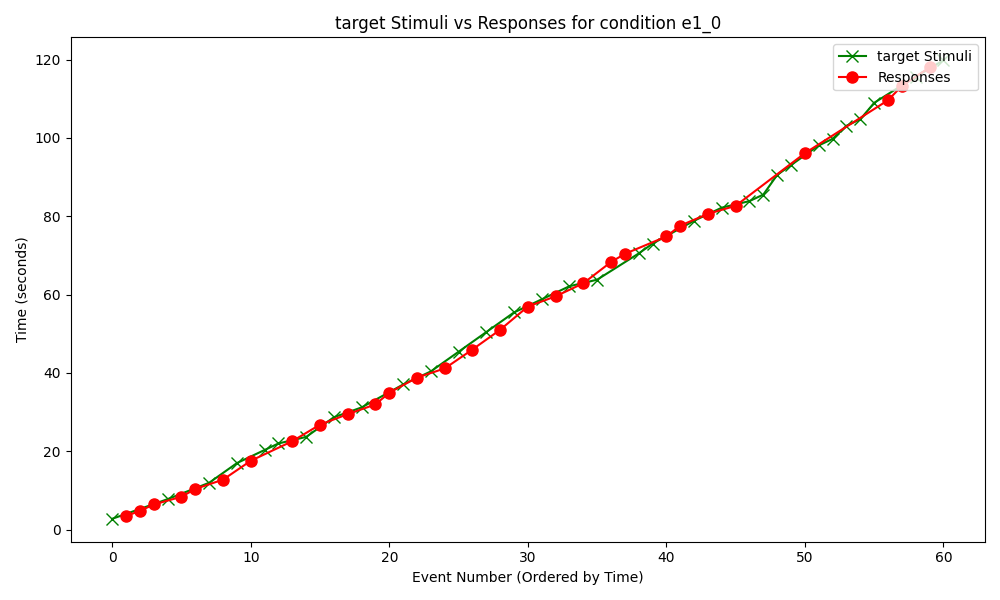 target Stimuli vs Responses for condition e1_0
target Stimuli
Responses
120
100
80
60
40
20
0
Time (seconds)
0 10 20 30 40 50 60
Event Number (Ordered by Time)